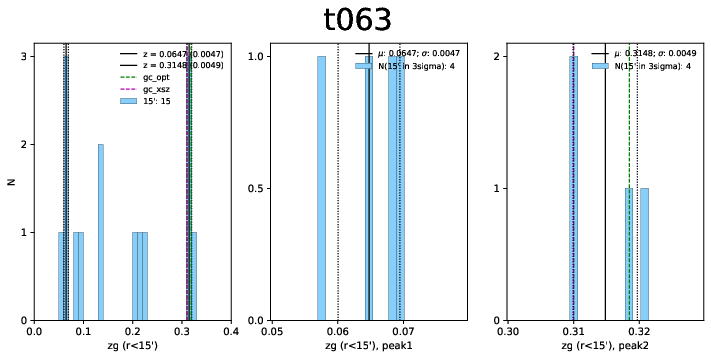 t063
z = 0.0647 (0.0047)
z = 0.3148 (0.0049)
gc_opt
gc_xsz
15': 15
μ: 0.0647; σ: 0.0047
N(15' in 3sigma): 4
μ: 0.3148; σ: 0.0049
N(15' in 3sigma): 4
N
3
2
1
0
0.0 0.1 0.2 0.3 0.4
zg (r<15')
1.0
0.5
0.0
0.05 0.06 0.07
zg (r<15'), peak1
2
1
0
0.30 0.31 0.32
zg (r<15'), peak2